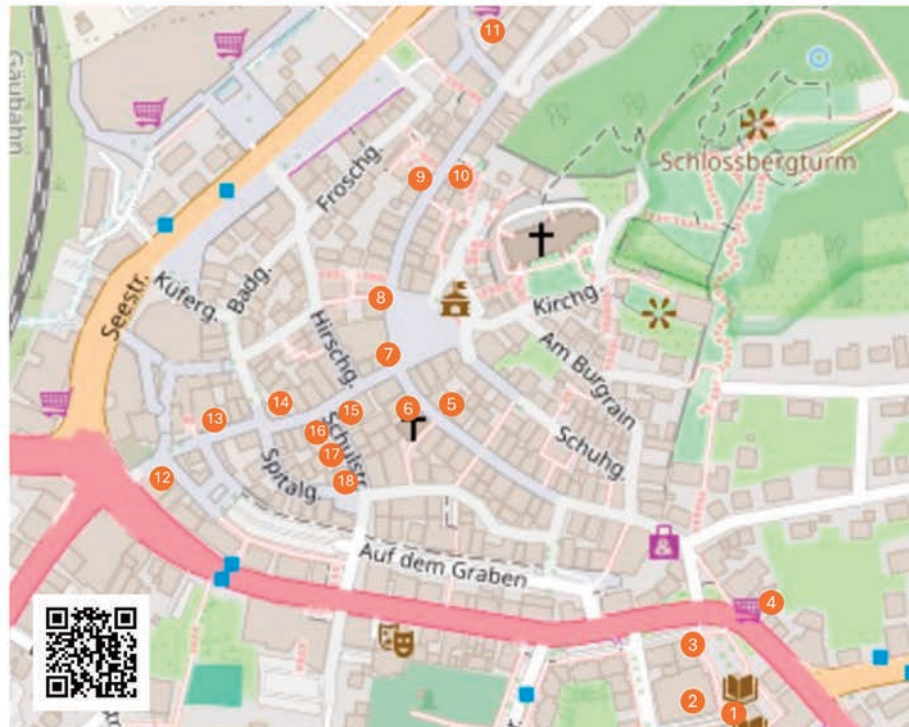 11
Gäubahn
Schlossbergturm
Froschg.
9
10
Küferg.
Badg.
Seestr.
8
Hirschg.
7
Kirchg.
Am Burgrain
14
15
6
5
13
16
Schulstr.
17
18
Schuhg.
12
Spitalg.
&
Auf dem Graben
4
3
2
1